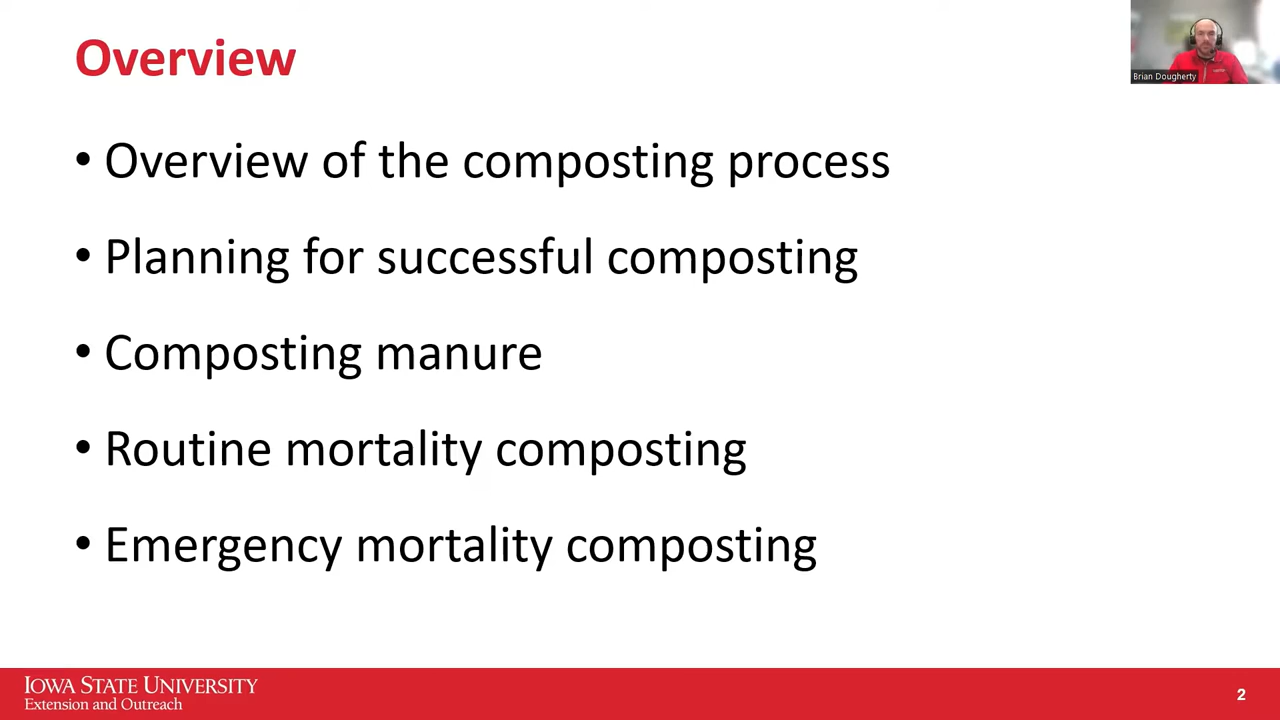 Overview
Brian Dougherty
• Overview of the composting process
• Planning for successful composting
• Composting manure
• Routine mortality composting
• Emergency mortality composting
IOWA STATE UNIVERSITY
Extension and Outreach
2